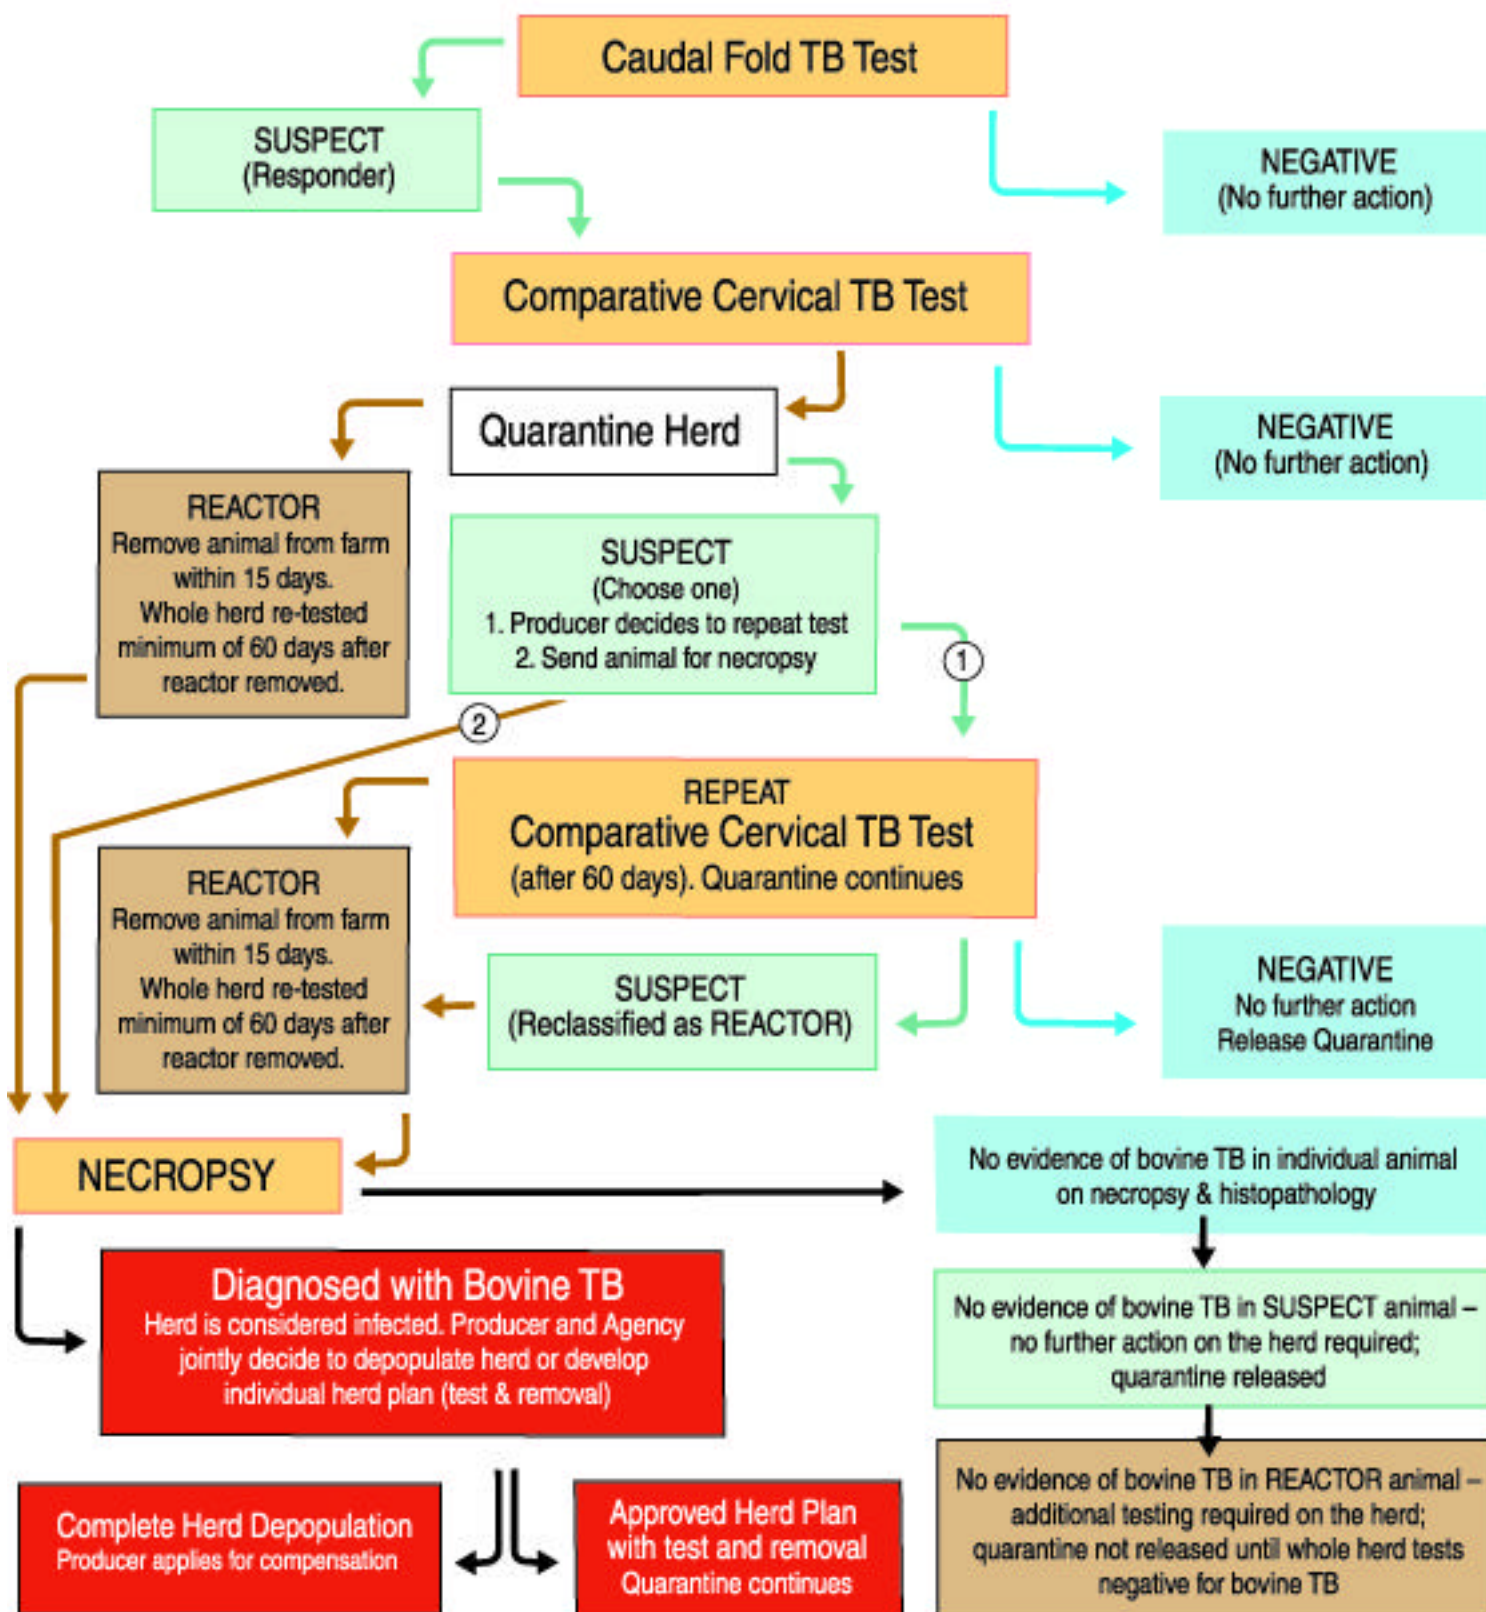 Caudal Fold TB Test
SUSPECT
(Responder)
NEGATIVE
(No further action)
Comparative Cervical TB Test
Quarantine Herd
NEGATIVE
(No further action)
REACTOR
Remove animal from farm
within 15 days.
Whole herd re-tested
minimum of 60 days after
reactor removed.
SUSPECT
(Choose one)
1. Producer decides to repeat test
2. Send animal for necropsy
1
2
REPEAT
Comparative Cervical TB Test
(after 60 days). Quarantine continues
REACTOR
Remove animal from farm
within 15 days.
Whole herd re-tested
minimum of 60 days after
reactor removed.
SUSPECT
(Reclassified as REACTOR)
NEGATIVE
No further action
Release Quarantine
NECROPSY
No evidence of bovine TB in individual animal
on necropsy & histopathology
Diagnosed with Bovine TB
Herd is considered infected. Producer and Agency
jointly decide to depopulate herd or develop
individual herd plan (test & removal)
No evidence of bovine TB in SUSPECT animal –
no further action on the herd required;
quarantine released
Complete Herd Depopulation
Producer applies for compensation
Approved Herd Plan
with test and removal
Quarantine continues
No evidence of bovine TB in REACTOR animal –
additional testing required on the herd;
quarantine not released until whole herd tests
negative for bovine TB